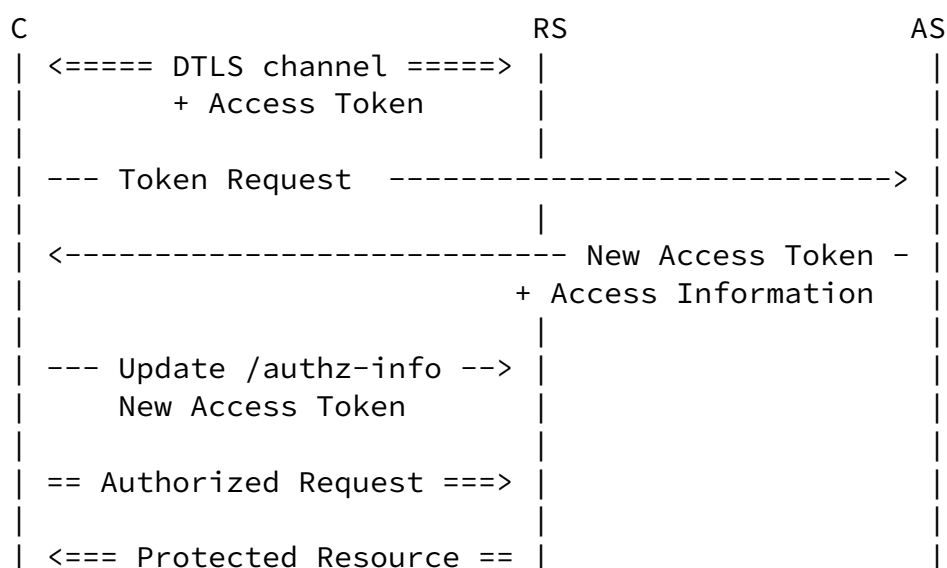 C                            RS                   AS
| <===== DTLS channel =====> |                     |
|        + Access Token      |                     |
|                            |                     |
| --- Token Request  ----------------------------> |
|                            |                     |
| <---------------------------- New Access Token - |
|                           + Access Information   |
|                            |                     |
| --- Update /authz-info --> |                     |
|     New Access Token       |                     |
|                            |                     |
| == Authorized Request ===> |                     |
|                            |                     |
| <=== Protected Resource == |                     |